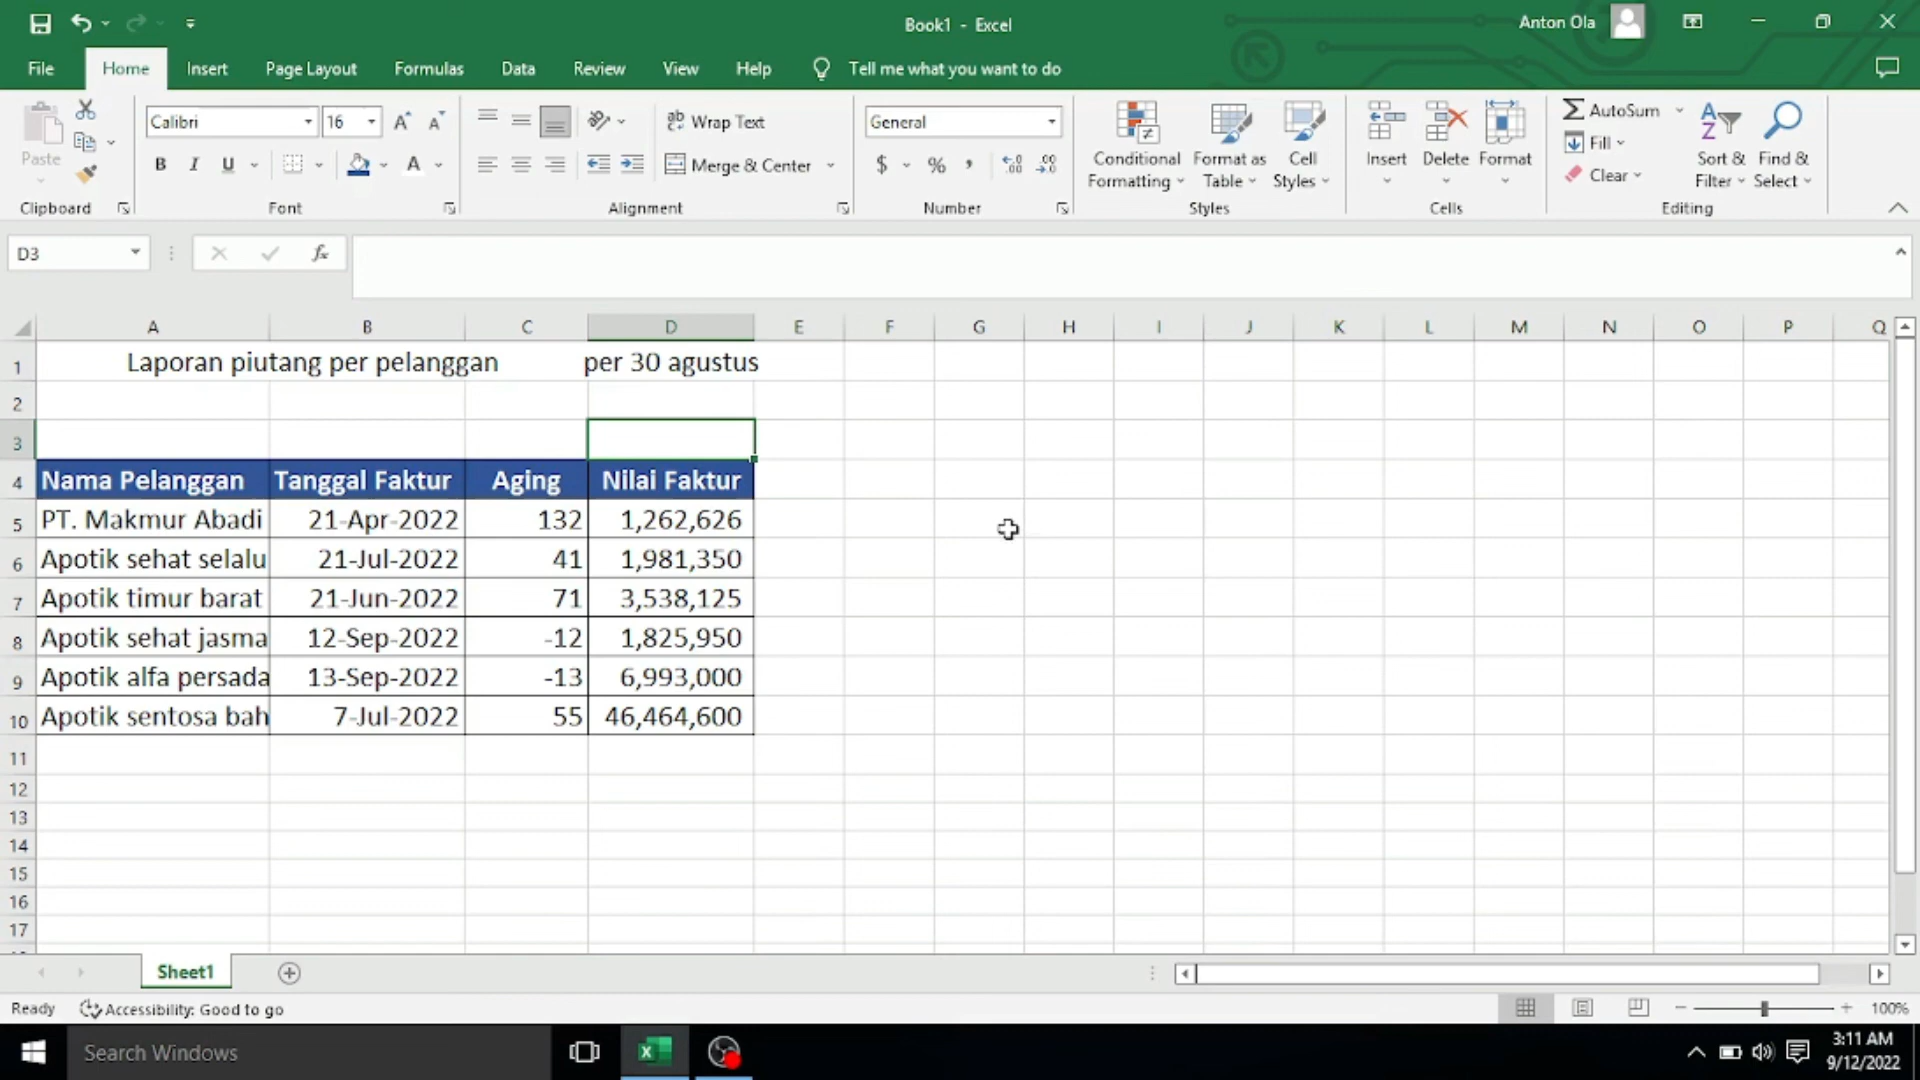 Book1 - Excel
Anton Ola
File Home Insert Page Layout Formulas Data Review View Help Tell me what you want to do
Paste
Clipboard
Calibri 16
B I U A
Font
Wrap Text
Merge & Center
Alignment
General
$ % ,
Number
Conditional Formatting
Format as Table
Cell Styles
Styles
Insert Delete Format
Cells
AutoSum
Fill
Clear
Sort & Filter
Find & Select
Editing
D3 fx
A B C D E F G H I J K L M N O P Q
1 Laporan piutang per pelanggan per 30 agustus
2
3
4 Nama Pelanggan Tanggal Faktur Aging Nilai Faktur
5 PT. Makmur Abadi 21-Apr-2022 132 1,262,626
6 Apotik sehat selalu 21-Jul-2022 41 1,981,350
7 Apotik timur barat 21-Jun-2022 71 3,538,125
8 Apotik sehat jasma 12-Sep-2022 -12 1,825,950
9 Apotik alfa persada 13-Sep-2022 -13 6,993,000
10 Apotik sentosa bah 7-Jul-2022 55 46,464,600
11
12
13
14
15
16
17
Sheet1
Ready Accessibility: Good to go 100%
Search Windows
3:11 AM
9/12/2022